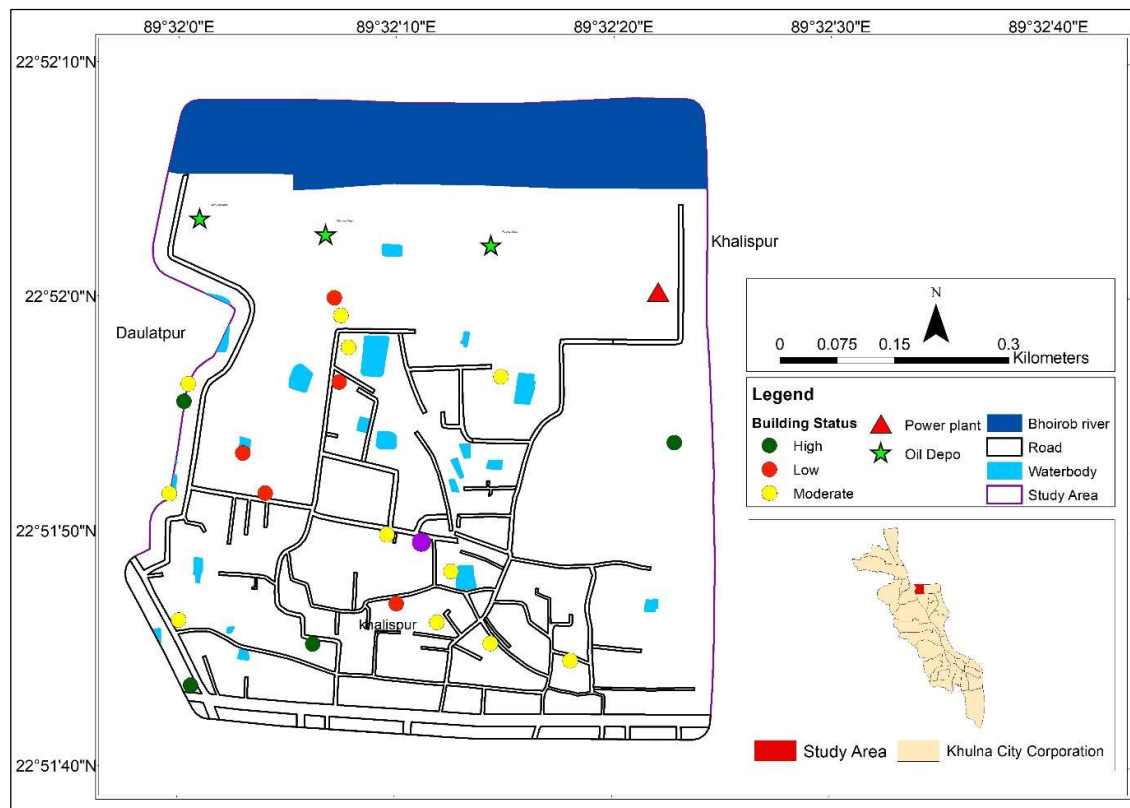 89°32'0"E 89°32'10"E 89°32'20"E 89°32'30"E 89°32'40"E
22°52'10"N
22°52'0"N
22°51'50"N
22°51'40"N
Khalispur
Daulatpur
khalispur
N
0 0.075 0.15 0.3
Kilometers
Legend
Building Status
High
Low
Moderate
Power plant
Oil Depo
Bhoirob river
Road
Waterbody
Study Area
Study Area
Khulna City Corporation